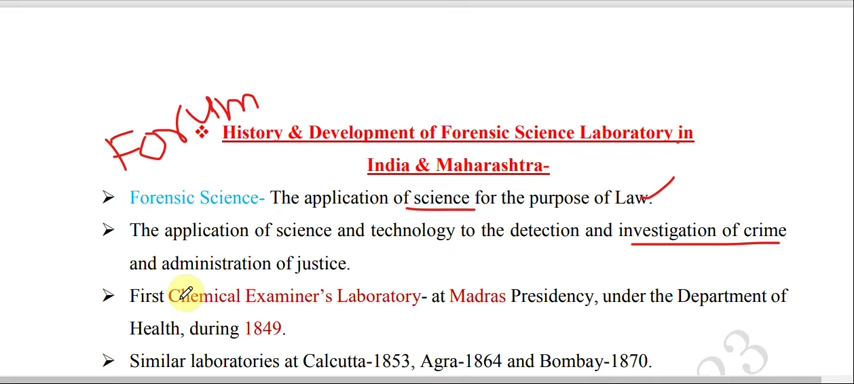 Forum
❖ History & Development of Forensic Science Laboratory in
India & Maharashtra-
➢ Forensic Science- The application of science for the purpose of Law.
➢ The application of science and technology to the detection and investigation of crime
and administration of justice.
➢ First Chemical Examiner's Laboratory- at Madras Presidency, under the Department of
Health, during 1849.
➢ Similar laboratories at Calcutta-1853, Agra-1864 and Bombay-1870.